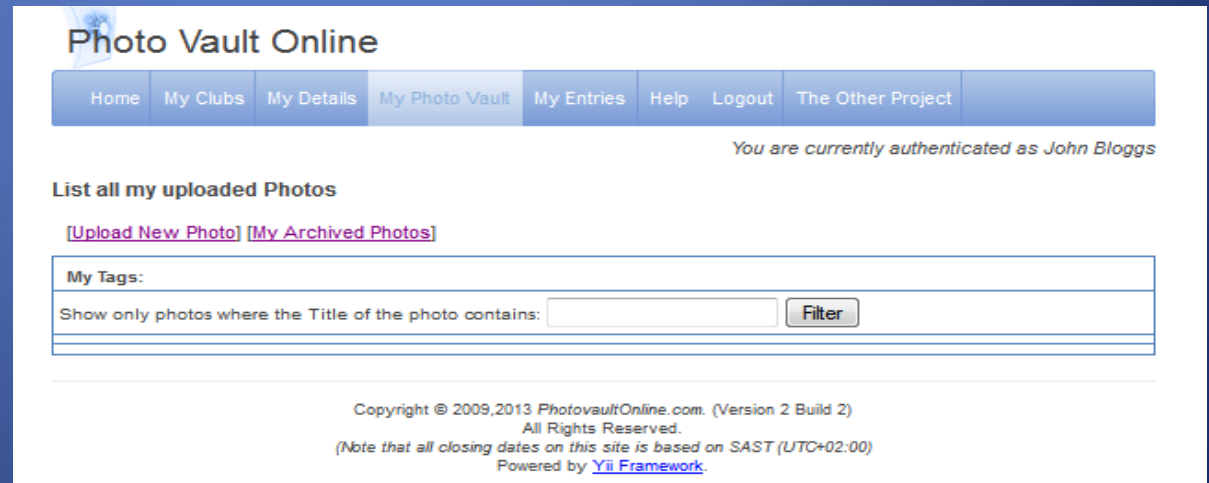 Photo Vault Online
Home My Clubs My Details My Photo Vault My Entries Help Logout The Other Project
You are currently authenticated as John Bloggs
List all my uploaded Photos
[Upload New Photo] [My Archived Photos]
My Tags:
Show only photos where the Title of the photo contains: Filter
Copyright © 2009,2013 PhotovaultOnline.com. (Version 2 Build 2)
All Rights Reserved.
(Note that all closing dates on this site is based on SAST (UTC+02:00)
Powered by Yii Framework.